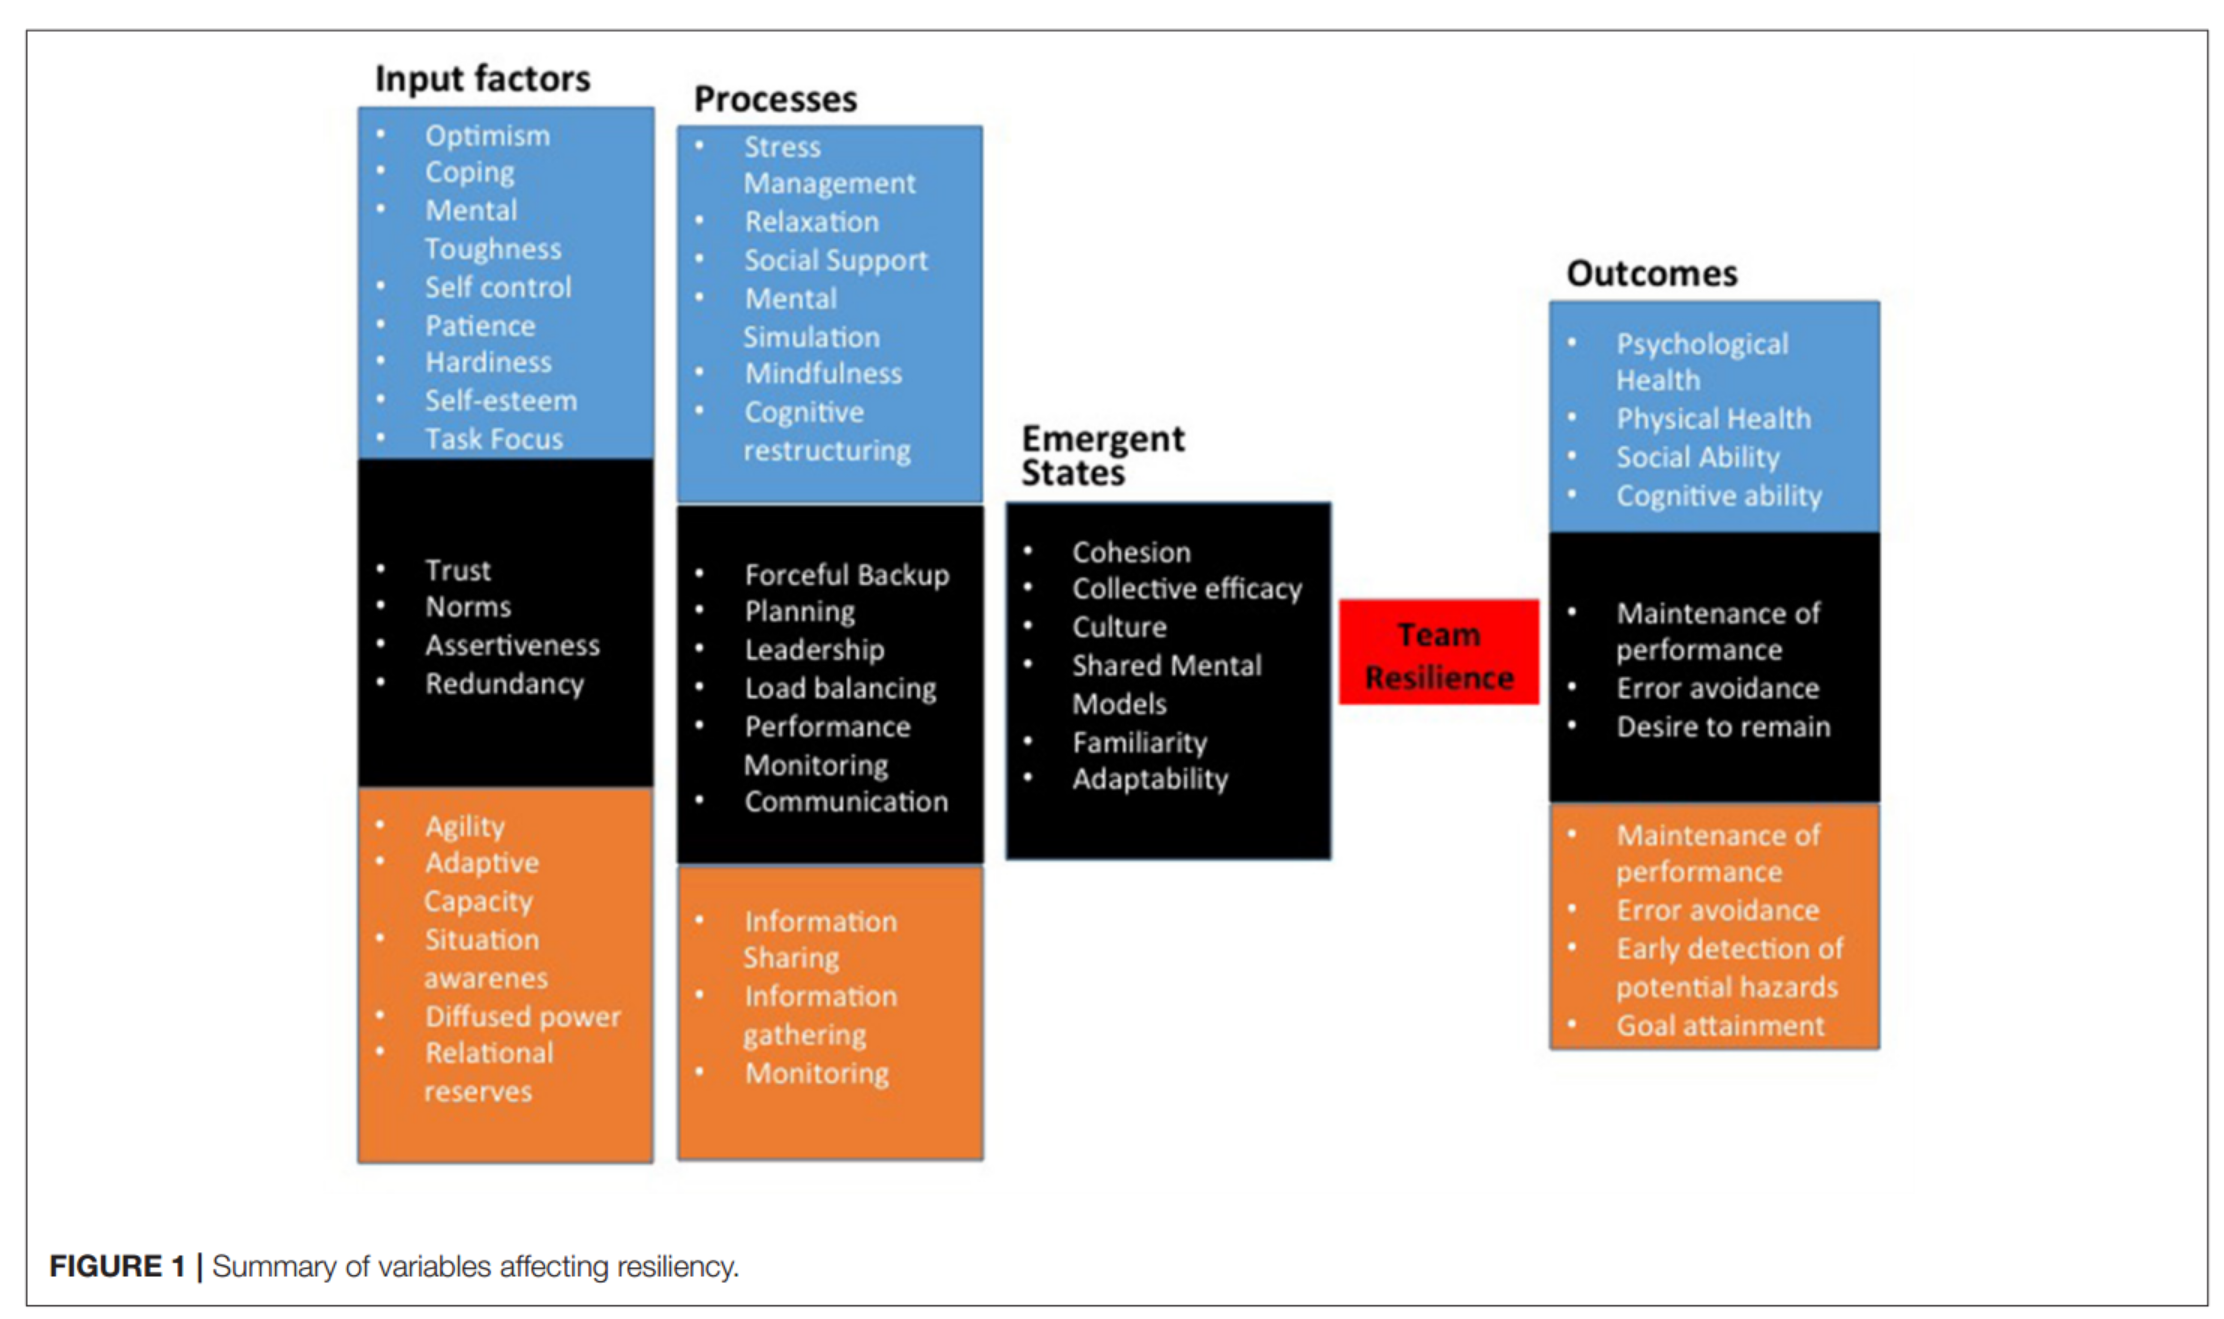 Input factors
• Optimism
• Coping
• Mental
Toughness
• Self control
• Patience
• Hardiness
• Self-esteem
• Task Focus
• Trust
• Norms
• Assertiveness
• Redundancy
• Agility
• Adaptive
Capacity
• Situation
awarenes
• Diffused power
• Relational
reserves
Processes
• Stress
Management
• Relaxation
• Social Support
• Mental
Simulation
• Mindfulness
• Cognitive
restructuring
• Forceful Backup
• Planning
• Leadership
• Load balancing
• Performance
Monitoring
• Communication
• Information
Sharing
• Information
gathering
• Monitoring
Emergent
States
• Cohesion
• Collective efficacy
• Culture
• Shared Mental
Models
• Familiarity
• Adaptability
Team
Resilience
Outcomes
• Psychological
Health
• Physical Health
• Social Ability
• Cognitive ability
• Maintenance of
performance
• Error avoidance
• Desire to remain
• Maintenance of
performance
• Error avoidance
• Early detection of
potential hazards
• Goal attainment
FIGURE 1 | Summary of variables affecting resiliency.